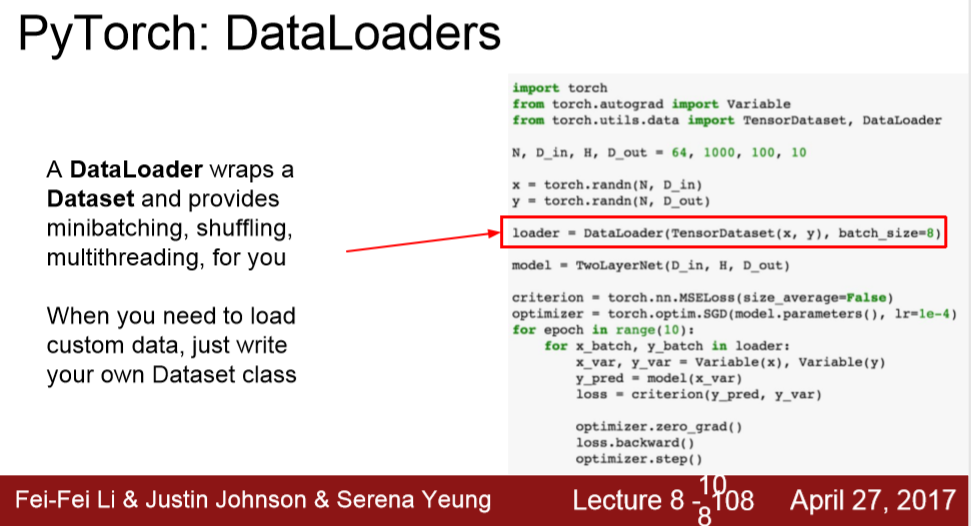 PyTorch: DataLoaders
A DataLoader wraps a
Dataset and provides
minibatching, shuffling,
multithreading, for you
When you need to load
custom data, just write
your own Dataset class
import torch
from torch.autograd import Variable
from torch.utils.data import TensorDataset, DataLoader
N, D_in, H, D_out = 64, 1000, 100, 10
x = torch.randn(N, D_in)
y = torch.randn(N, D_out)
loader = DataLoader(TensorDataset(x, y), batch_size=8)
model = TwoLayerNet(D_in, H, D_out)
criterion = torch.nn.MSELoss(size_average=False)
optimizer = torch.optim.SGD(model.parameters(), lr=1e-4)
for epoch in range(10):
    for x_batch, y_batch in loader:
        x_var, y_var = Variable(x), Variable(y)
        y_pred = model(x_var)
        loss = criterion(y_pred, y_var)
        optimizer.zero_grad()
        loss.backward()
        optimizer.step()
Fei-Fei Li & Justin Johnson & Serena Yeung
Lecture 8 - 108
10
8
April 27, 2017